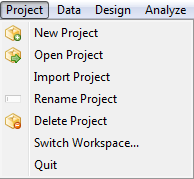 Project Data Design Analyze
New Project
Open Project
Import Project
Rename Project
Delete Project
Switch Workspace...
Quit